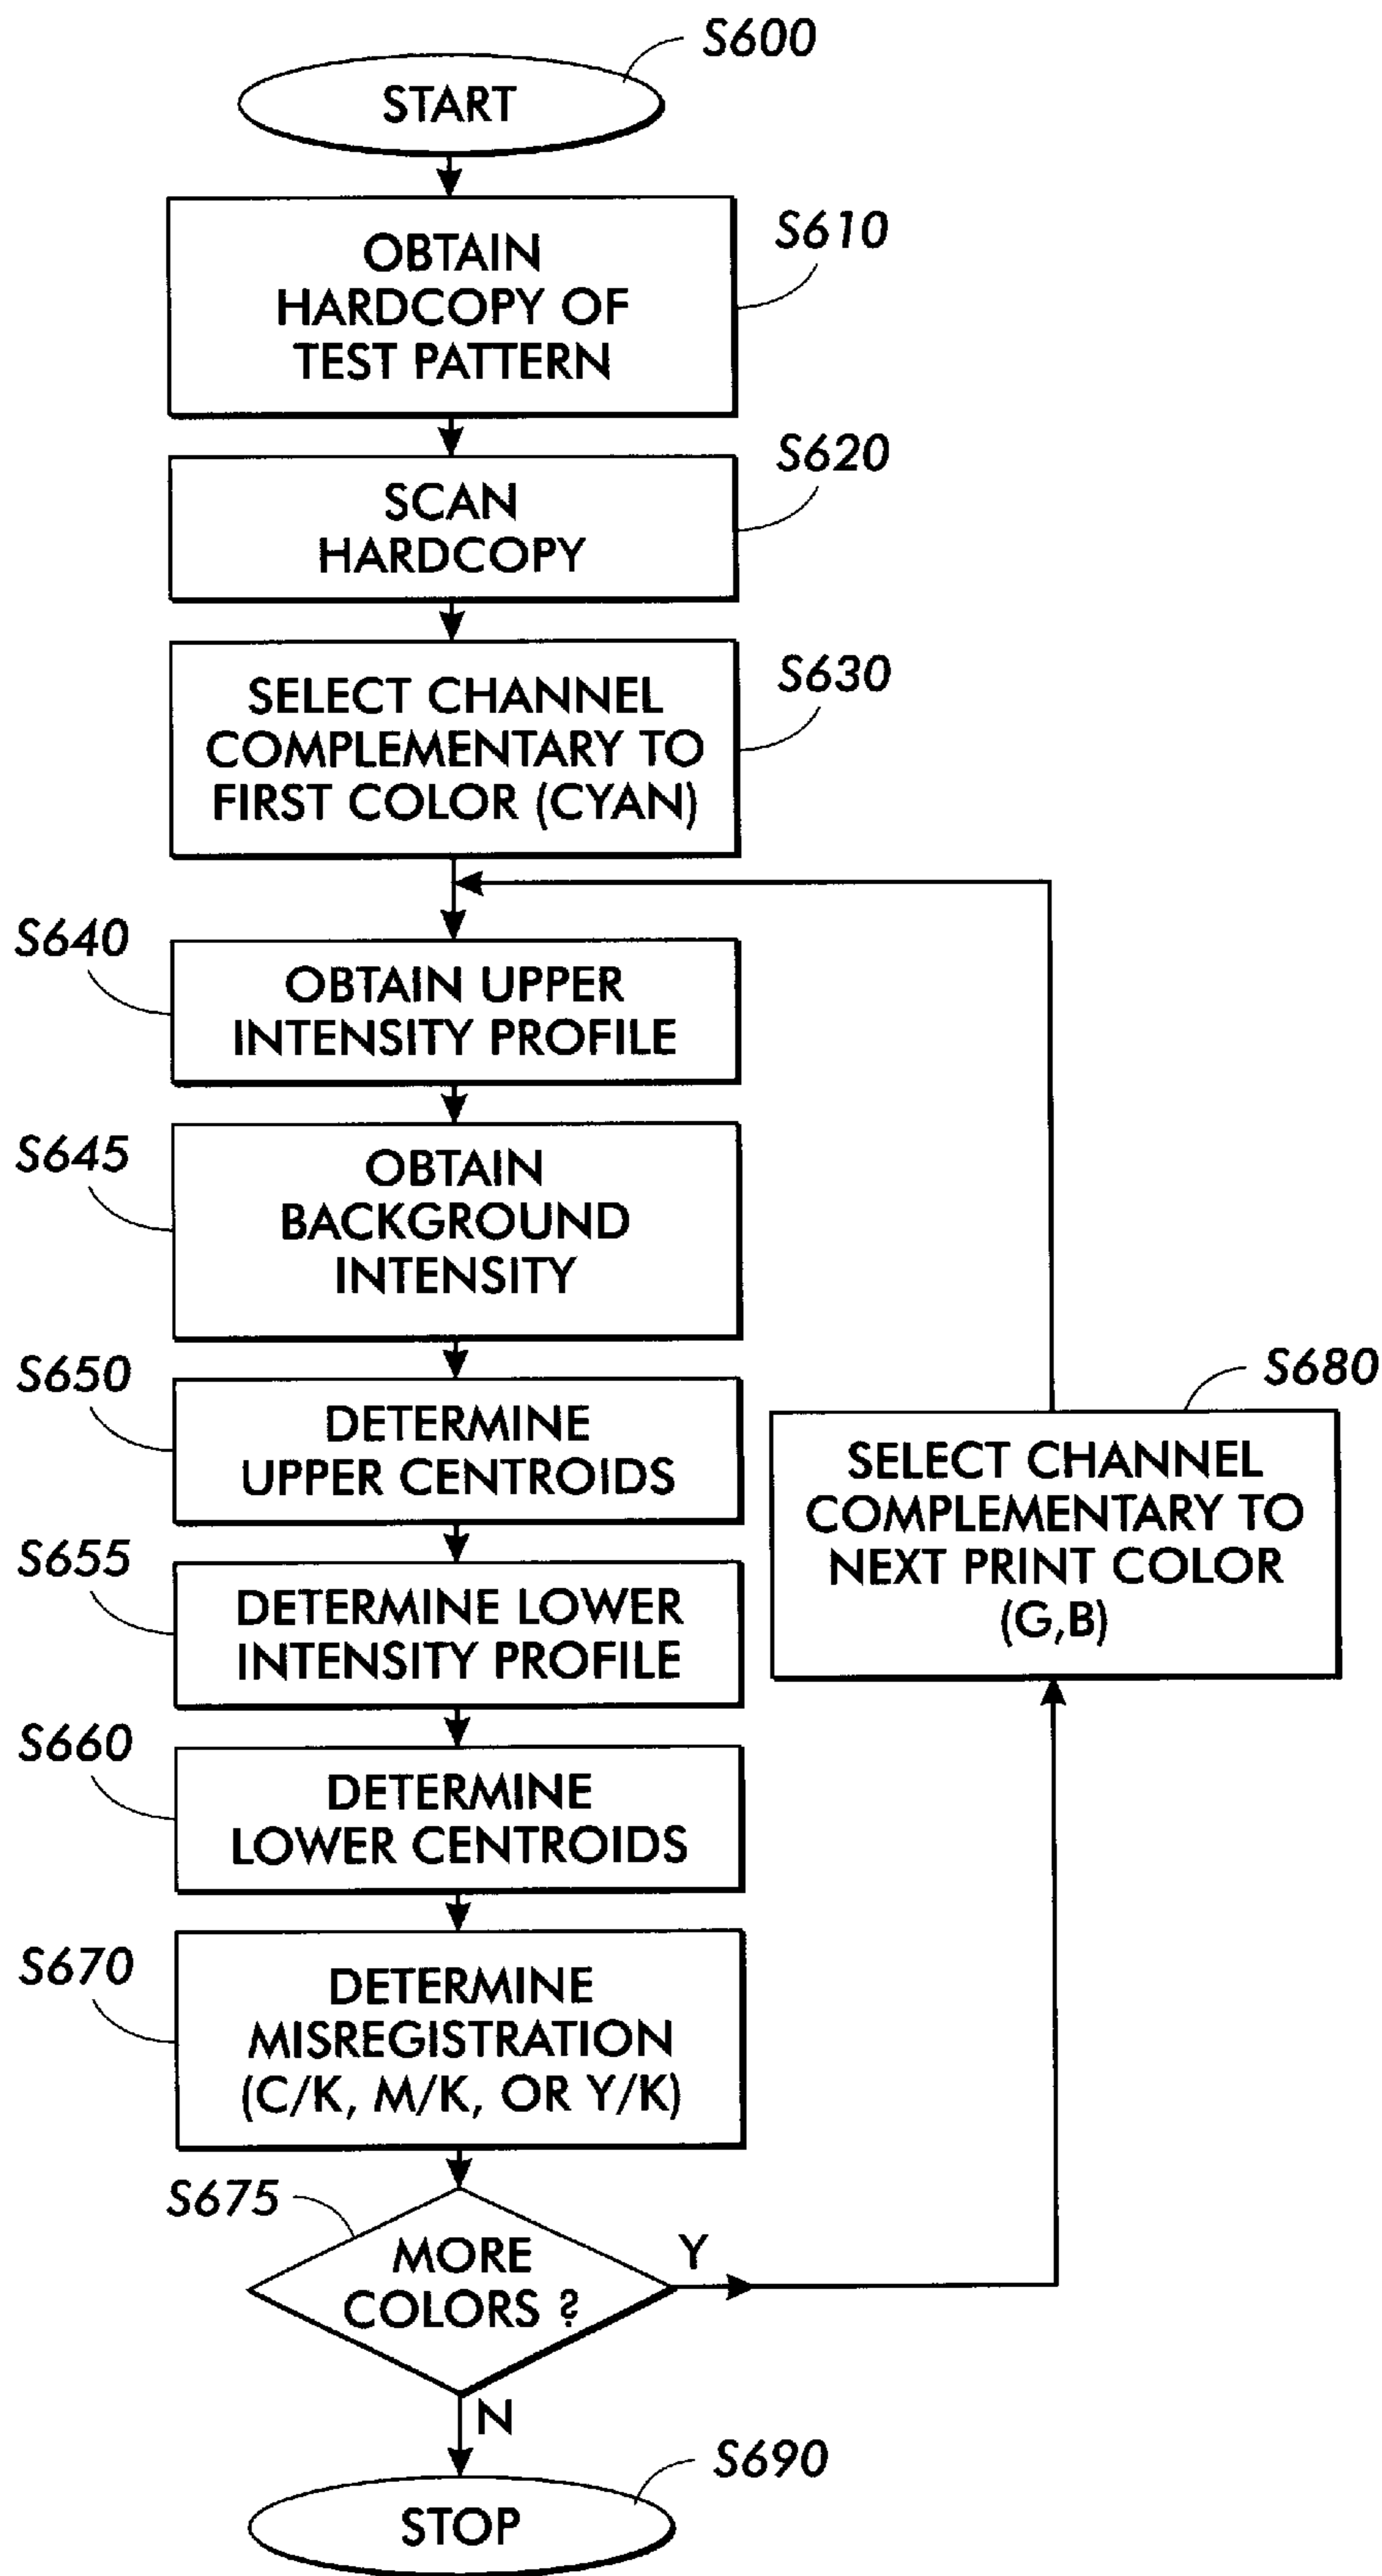 S600
START
S610
OBTAIN
HARDCOPY OF
TEST PATTERN
S620
SCAN
HARDCOPY
S630
SELECT CHANNEL
COMPLEMENTARY TO
FIRST COLOR (CYAN)
S640
OBTAIN UPPER
INTENSITY PROFILE
S645
OBTAIN
BACKGROUND
INTENSITY
S650
DETERMINE
UPPER CENTROIDS
S655
DETERMINE LOWER
INTENSITY PROFILE
S660
DETERMINE
LOWER CENTROIDS
S670
DETERMINE
MISREGISTRATION
(C/K, M/K, OR Y/K)
S675
MORE
COLORS ?
Y
S680
SELECT CHANNEL
COMPLEMENTARY TO
NEXT PRINT COLOR
(G,B)
N
S690
STOP